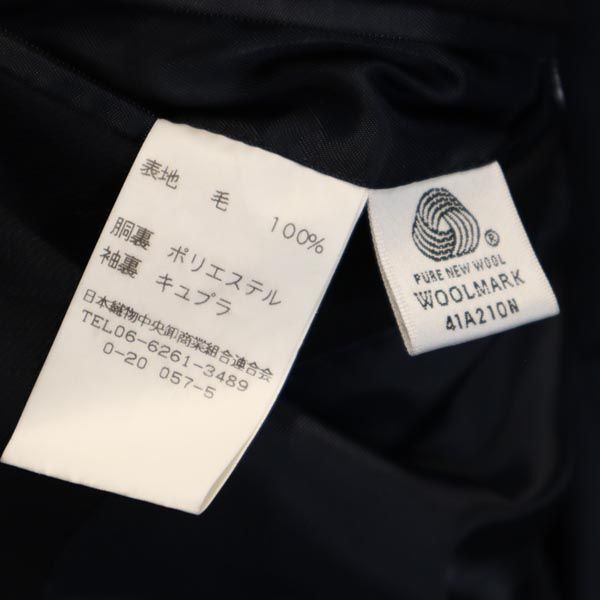 表地 毛 100%
胴裏 ポリエステル
袖裏 キュプラ
日本織物中央卸商業組合連合会
TEL.06-6261-3489
0-20 057-5
PURE NEW WOOL
WOOLMARK
41A210N